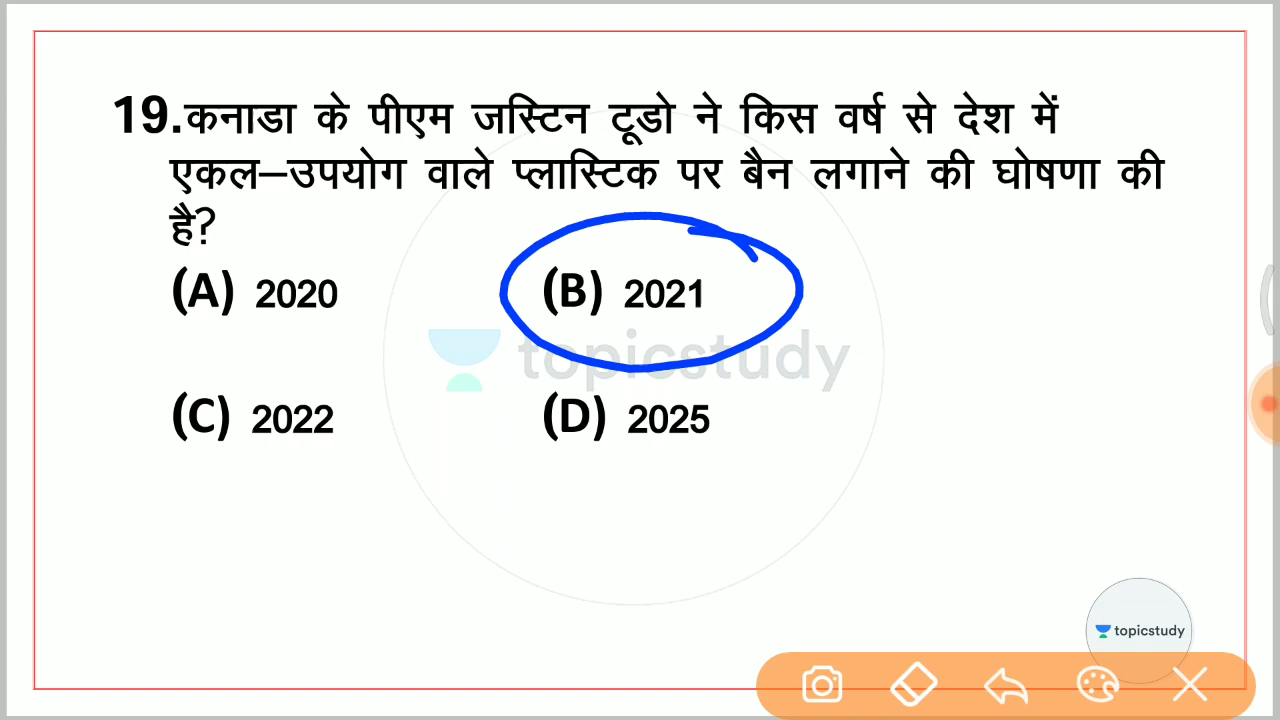 19.कनाडा के पीएम जस्टिन टूडो ने किस वर्ष से देश में
एकल–उपयोग वाले प्लास्टिक पर बैन लगाने की घोषणा की
है?
(A) 2020 (B) 2021
topicstudy
(C) 2022 (D) 2025
topicstudy